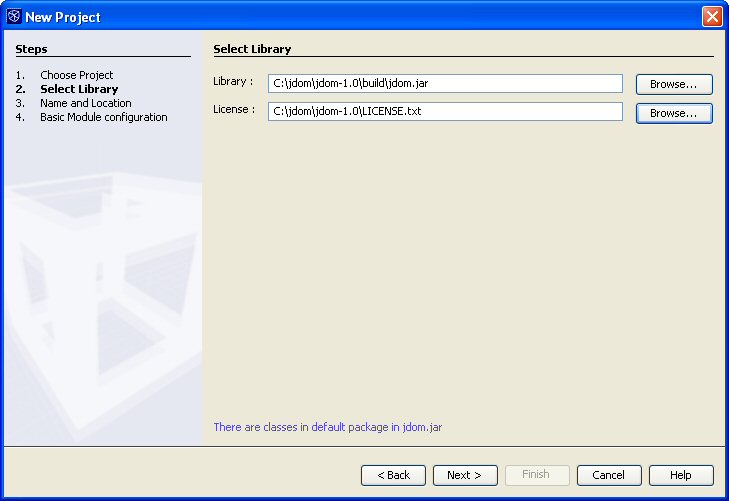 New Project
Steps
1. Choose Project
2. Select Library
3. Name and Location
4. Basic Module configuration
Select Library
Library : C:\jdom\jdom-1.0\build\jdom.jar Browse...
License : C:\jdom\jdom-1.0\LICENSE.txt Browse...
There are classes in default package in jdom.jar
< Back Next > Finish Cancel Help